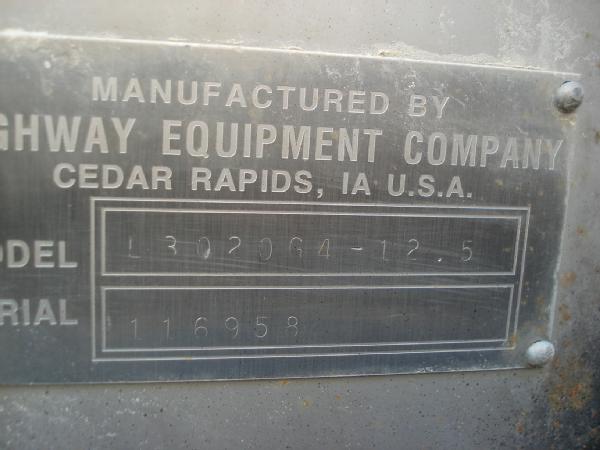 MANUFACTURED BY
GHWAY EQUIPMENT COMPANY
CEDAR RAPIDS, IA U.S.A.
ODEL L3020G4-12.5
RIAL 116958